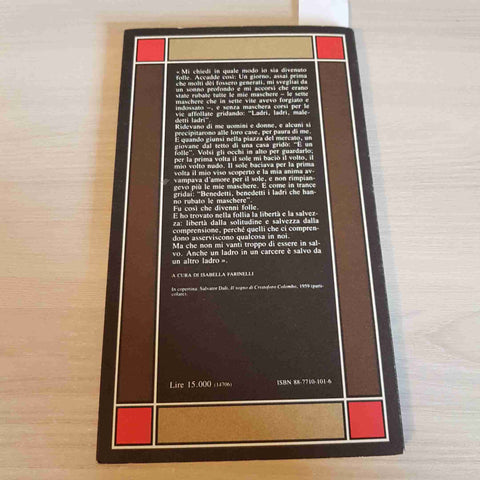 « Mi chiedi in quale modo io sia divenuto
folle. Accadde così: Un giorno, assai prima
che molti dèi fossero generati, mi svegliai da
un sonno profondo e mi accorsi che erano
state rubate tutte le mie maschere – le sette
maschere che in sette vite avevo forgiato e
indossato –, e senza maschera corsi per le
vie affollate gridando: “Ladri, ladri, male-
detti ladri”.
Ridevano di me uomini e donne, e alcuni si
precipitarono alle loro case, per paura di me.
E quando giunsi nella piazza del mercato, un
giovane dal tetto di una casa gridò: “È un
folle”. Volsi gli occhi in alto per guardarlo;
per la prima volta il sole mi baciò il volto, il
mio volto nudo. Il sole baciava per la prima
volta il mio viso scoperto e la mia anima av-
vampava d'amore per il sole, e non rimpian-
gevo più le mie maschere. E come in trance
gridai: “Benedetti, benedetti i ladri che han-
no rubato le maschere”.
Fu così che divenni folle.
E ho trovato nella follia la libertà e la salvez-
za: libertà dalla solitudine e salvezza dalla
comprensione, perché quelli che ci compren-
dono asserviscono qualcosa in noi.
Ma che non mi vanti troppo di essere in sal-
vo. Anche un ladro in un carcere è salvo da
un altro ladro ».
A CURA DI ISABELLA FARINELLI
In copertina: Salvator Dalì, Il sogno di Cristoforo Colombo, 1959 (parti-
colare).
Lire 15.000 (14706)
ISBN 88-7710-101-6